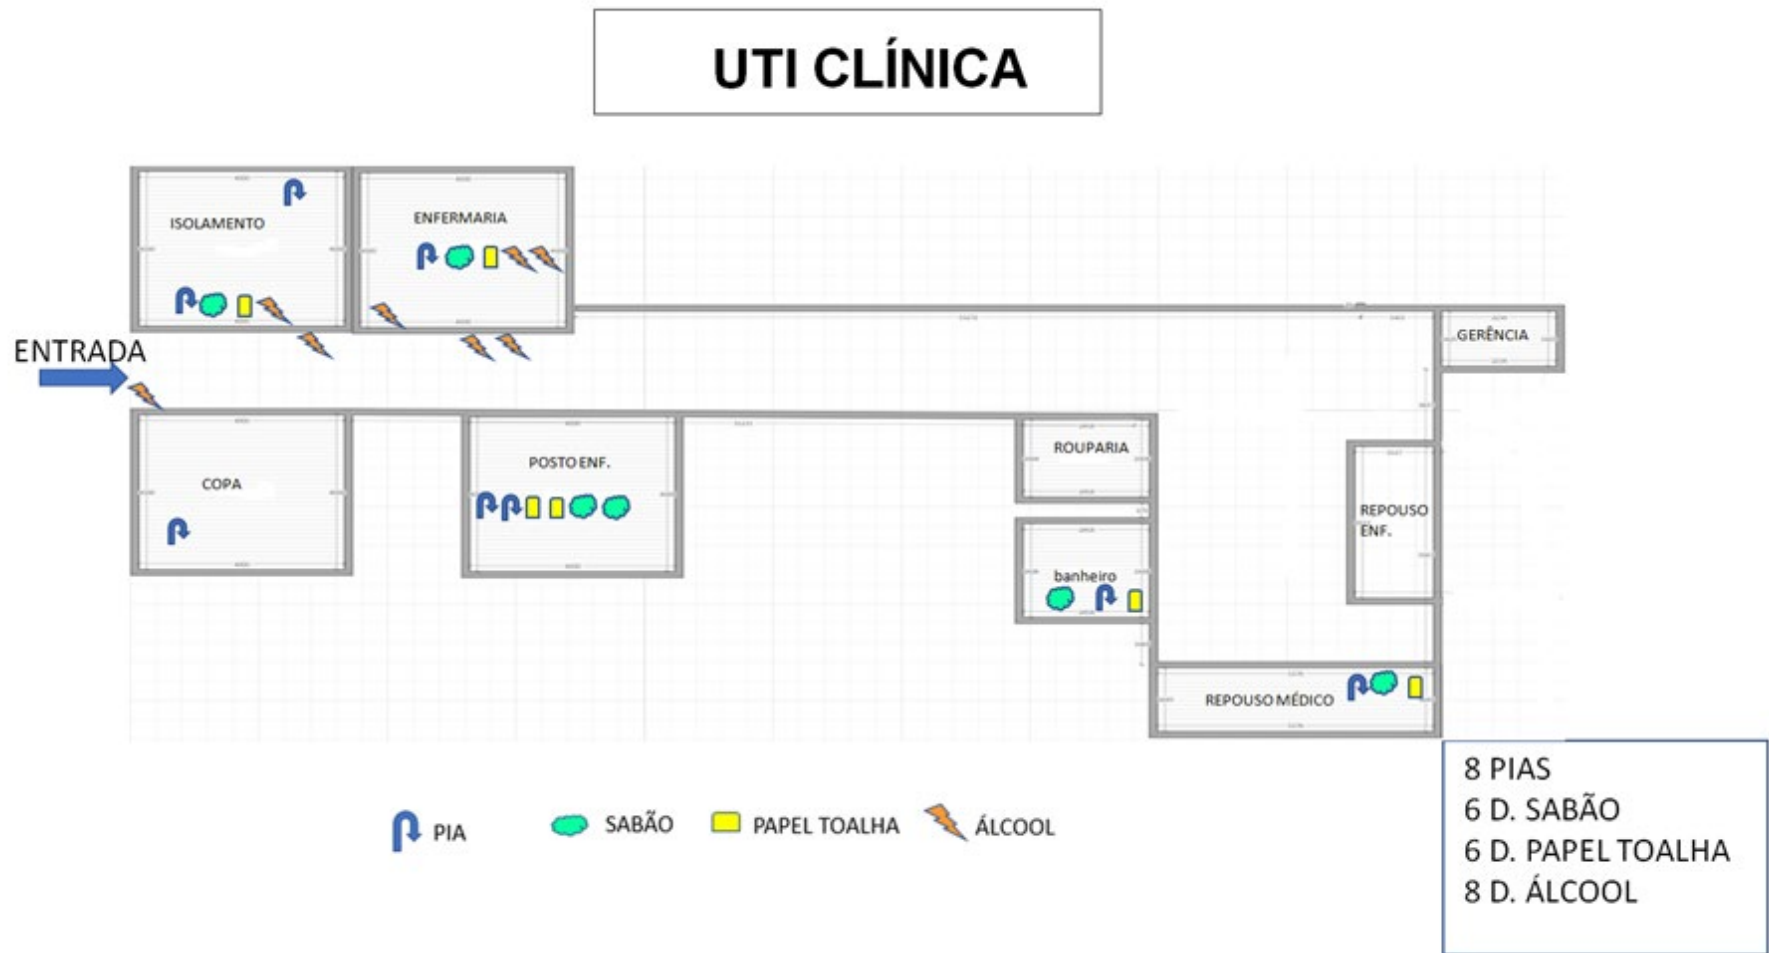 UTI CLÍNICA
ISOLAMENTO
ENFERMARIA
ENTRADA
GERÊNCIA
COPA
POSTO ENF.
ROUPARIA
REPOUSO
ENF.
banheiro
REPOUSO MÉDICO
PIA
SABÃO
PAPEL TOALHA
ÁLCOOL
8 PIAS
6 D. SABÃO
6 D. PAPEL TOALHA
8 D. ÁLCOOL